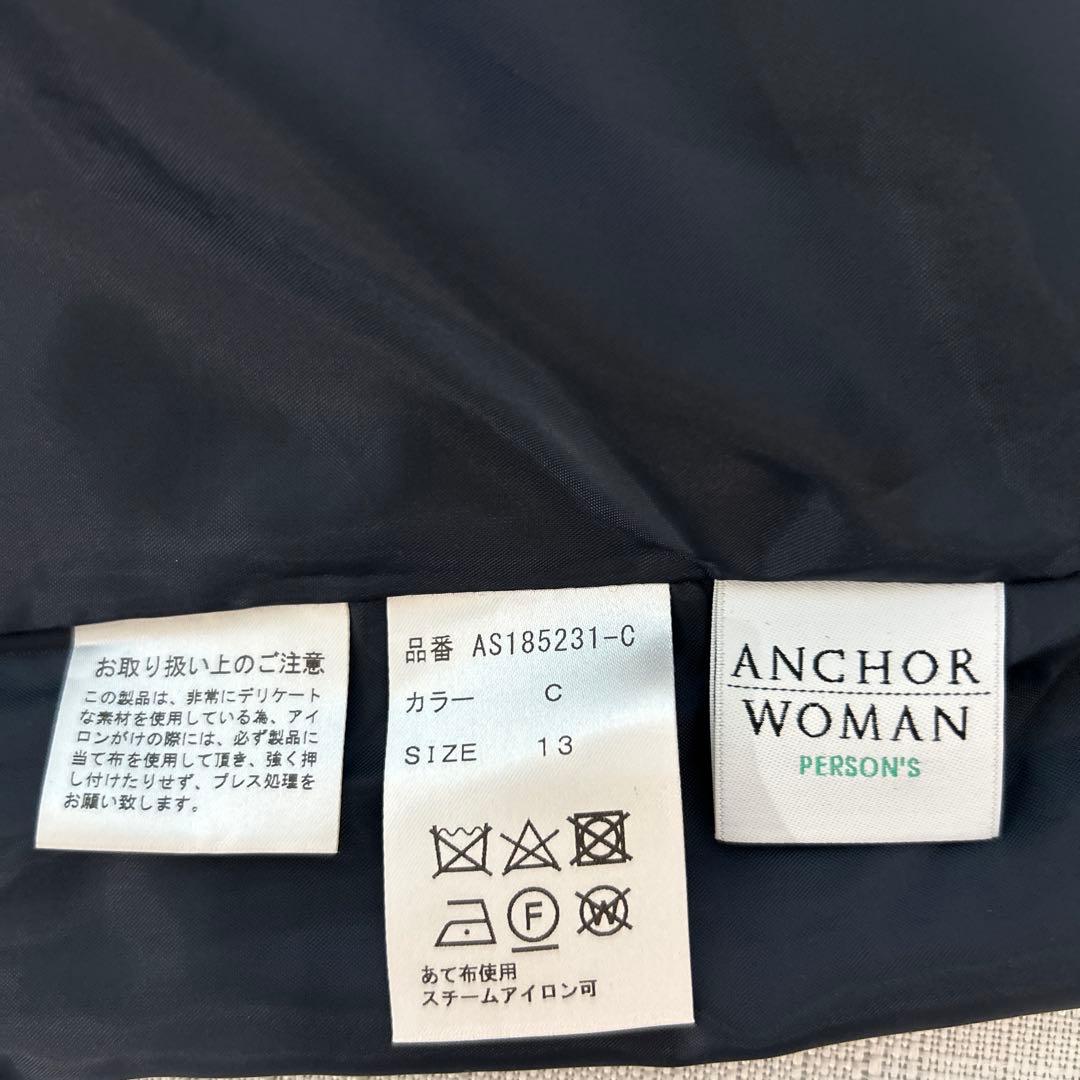 お取り扱い上のご注意
この製品は、非常にデリケート
な素材を使用している為、アイ
ロンがけの際には、必ず製品に
当て布を使用して頂き、強く押
し付けたりせず、プレス処理を
お願い致します。
品番 AS185231-C
カラー C
SIZE 13
F
W
あて布使用
スチームアイロン可
ANCHOR
WOMAN
PERSON'S